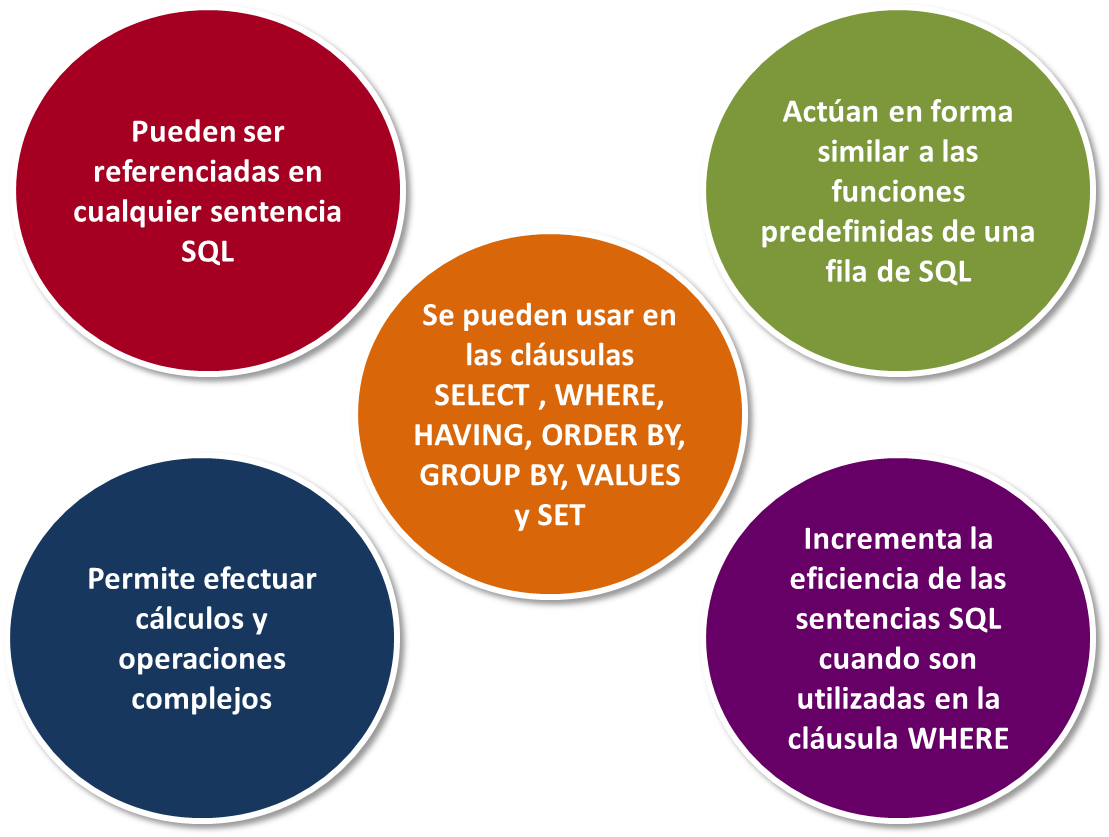 Pueden ser
referenciadas en
cualquier sentencia
SQL
Actúan en forma
similar a las
funciones
predefinidas de una
fila de SQL
Se pueden usar en
las cláusulas
SELECT , WHERE,
HAVING, ORDER BY,
GROUP BY, VALUES
y SET
Permite efectuar
cálculos y
operaciones
complejos
Incrementa la
eficiencia de las
sentencias SQL
cuando son
utilizadas en la
cláusula WHERE